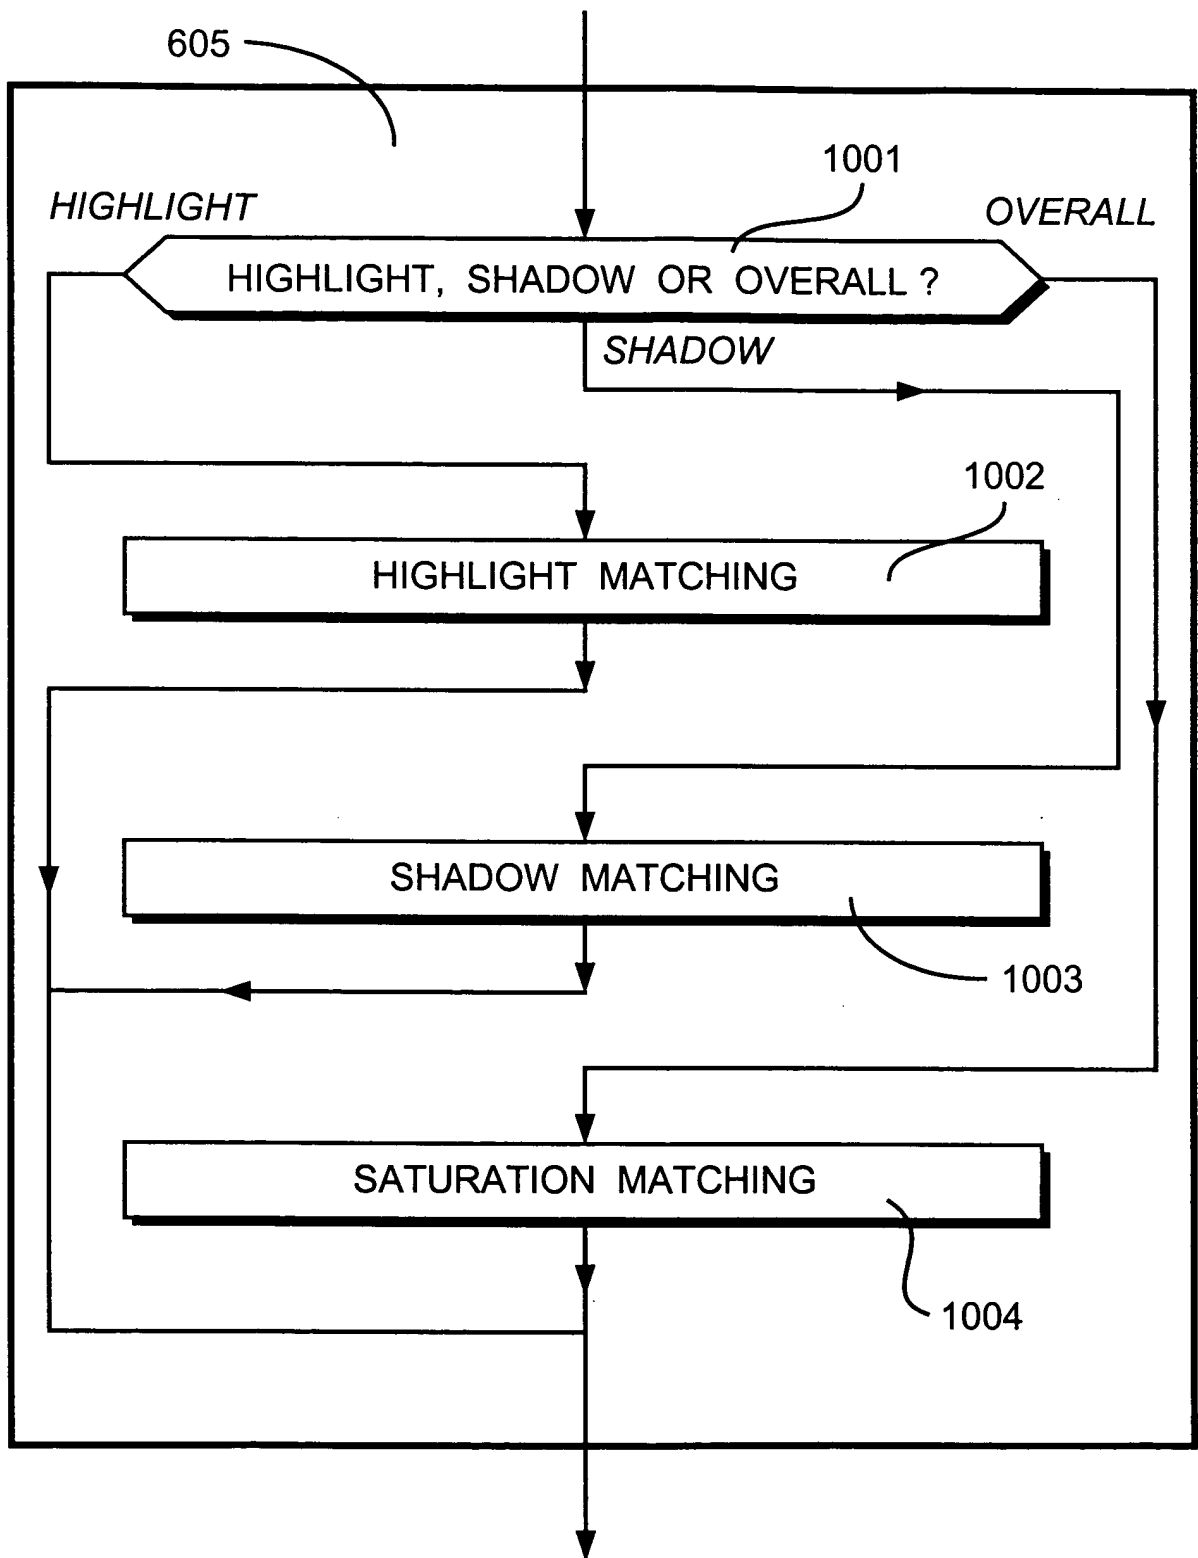 605
1001
HIGHLIGHT
OVERALL
HIGHLIGHT, SHADOW OR OVERALL ?
SHADOW
1002
HIGHLIGHT MATCHING
SHADOW MATCHING
1003
SATURATION MATCHING
1004